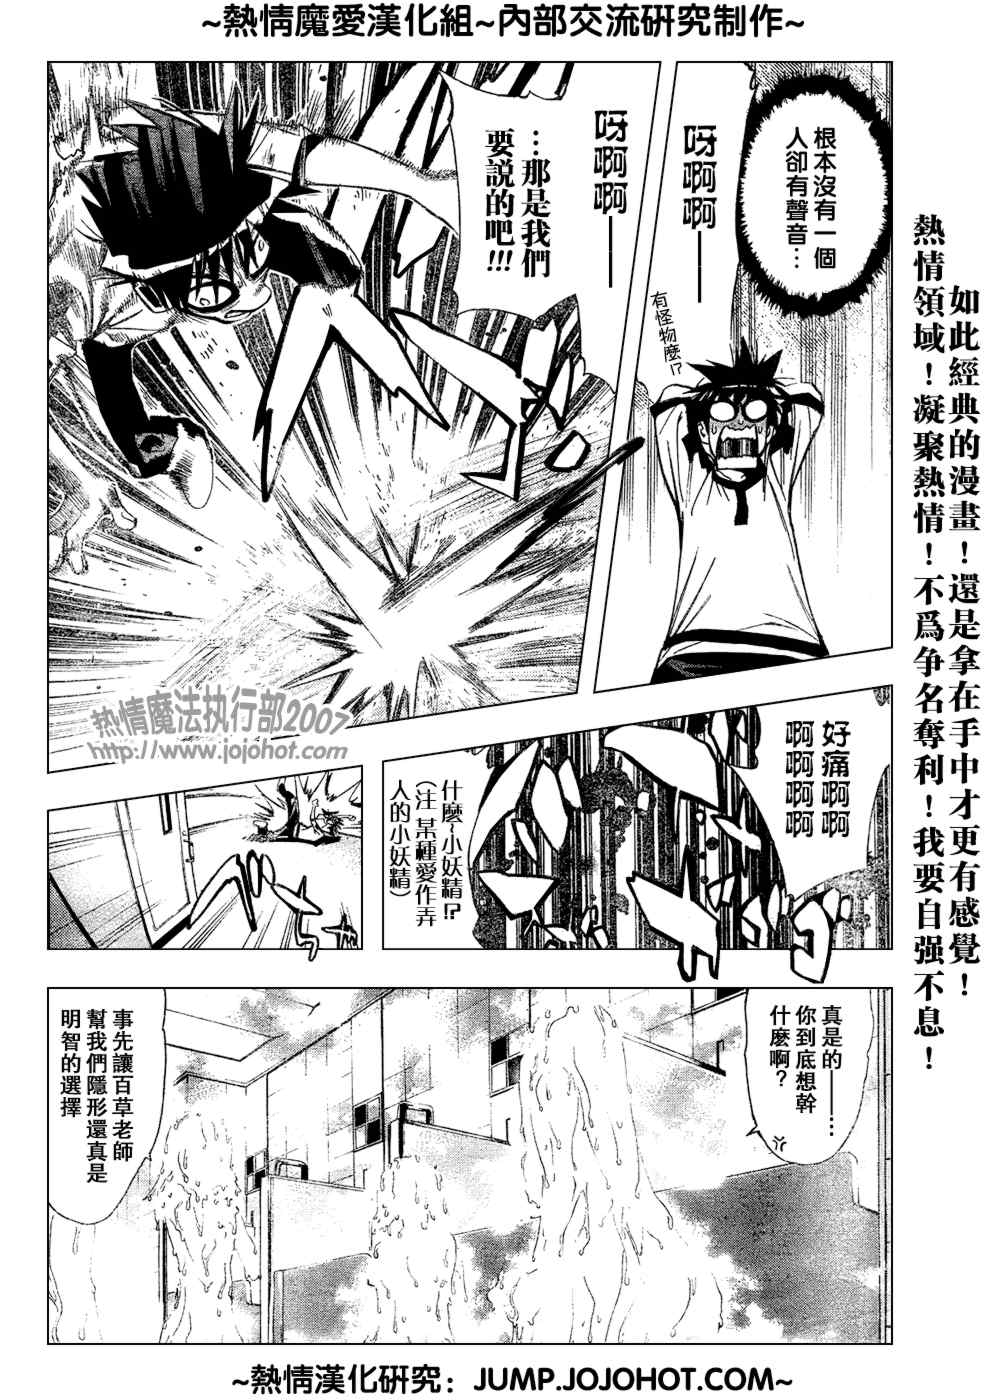 ~熱情魔愛漢化組~內部交流研究制作~
根本沒有一個
人卻有聲音…
呀啊啊——
有怪物麼!?
呀啊啊——
…那是我們
要說的吧!!!
好痛啊啊
啊啊啊啊
什麼~小妖精!?
(注 某種愛作弄
人的小妖精)
真是的——…
你到底想幹
什麼啊?
事先讓百草老師
幫我們隱形還真是
明智的選擇
如此經典的漫畫!還是拿在手中才更有感覺!
熱情領域!凝聚熱情!不爲争名奪利!我要自强不息!
热情魔法执行部2007
http://www.jojohot.com
~熱情漢化研究：JUMP.JOJOHOT.COM~